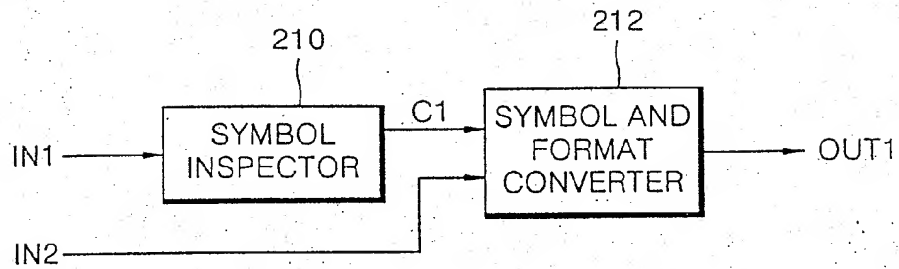 210
212
C1
SYMBOL
INSPECTOR
SYMBOL AND
FORMAT
CONVERTER
IN1
OUT1
IN2